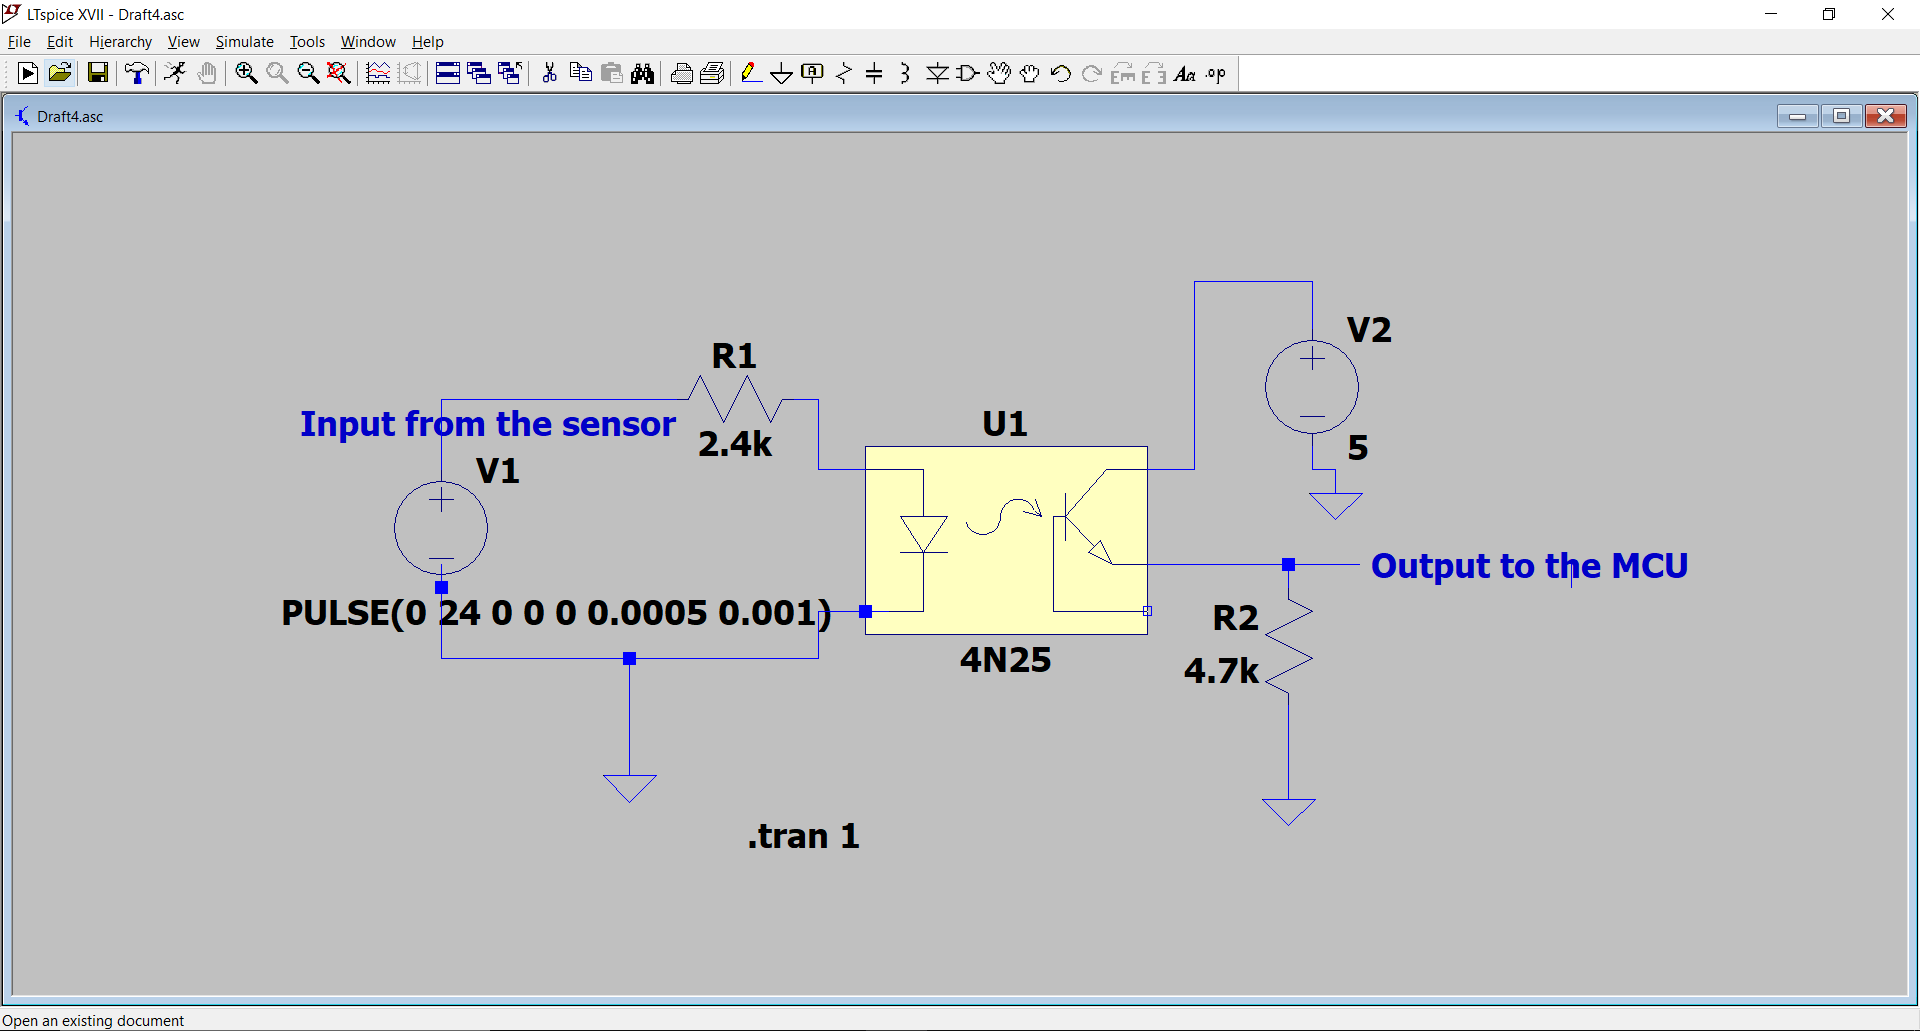 LTspice XVII - Draft4.asc
File Edit Hierarchy View Simulate Tools Window Help
Draft4.asc
V2
R1
Input from the sensor
2.4k
U1
5
V1
Output to the MCU
PULSE(0 24 0 0 0 0.0005 0.001)
R2
4N25
4.7k
.tran 1
Open an existing document